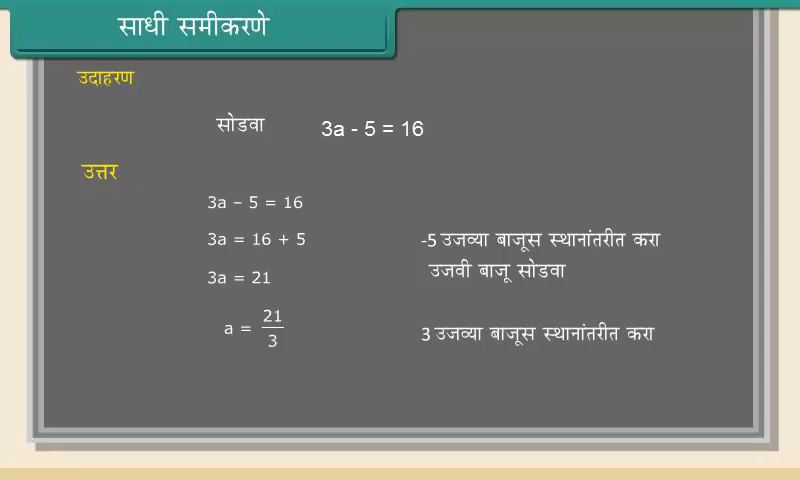 साधी समीकरणे
उदाहरण
सोडवा 3a - 5 = 16
उत्तर
3a – 5 = 16
3a = 16 + 5 -5 उजव्या बाजूस स्थानांतरीत करा
3a = 21 उजवी बाजू सोडवा
a = 21/3 3 उजव्या बाजूस स्थानांतरीत करा